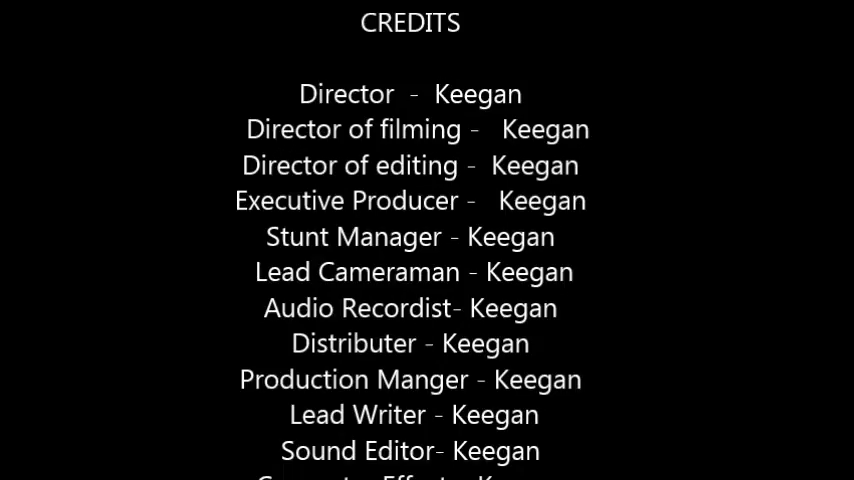 CREDITS
Director - Keegan
Director of filming - Keegan
Director of editing - Keegan
Executive Producer - Keegan
Stunt Manager - Keegan
Lead Cameraman - Keegan
Audio Recordist- Keegan
Distributer - Keegan
Production Manger - Keegan
Lead Writer - Keegan
Sound Editor- Keegan